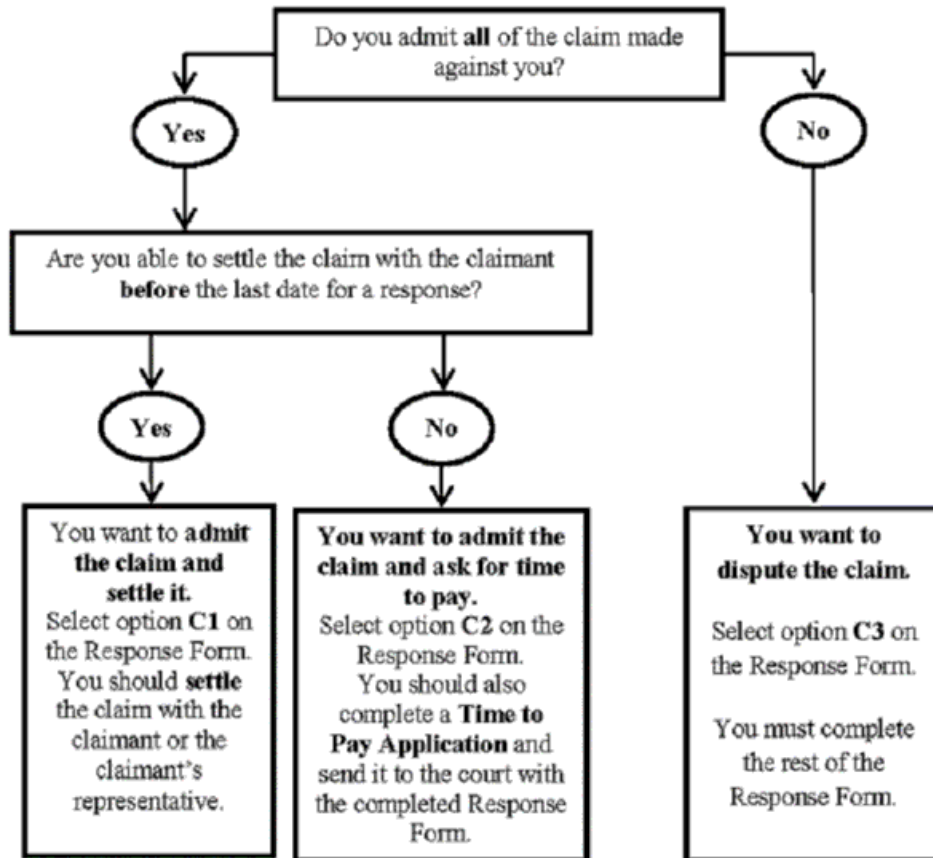 Do you admit all of the claim made
against you?
Yes
No
Are you able to settle the claim with the claimant
before the last date for a response?
Yes
No
You want to admit
the claim and
settle it.
Select option C1 on
the Response Form.
You should settle
the claim with the
claimant or the
claimant's
representative.
You want to admit the
claim and ask for time
to pay.
Select option C2 on the
Response Form.
You should also
complete a Time to
Pay Application and
send it to the court with
the completed Response
Form.
You want to
dispute the claim.
Select option C3 on
the Response Form.
You must complete
the rest of the
Response Form.